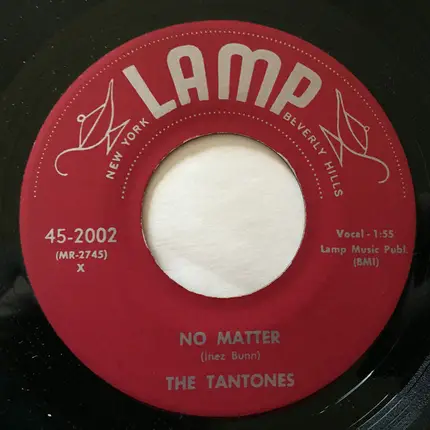 LAMP
NEW YORK
BEVERLY HILLS
45-2002
(MR-2745)
X
Vocal - 1:55
Lamp Music Publ.
(BMI)
NO MATTER
(Inez Bunn)
THE TANTONES